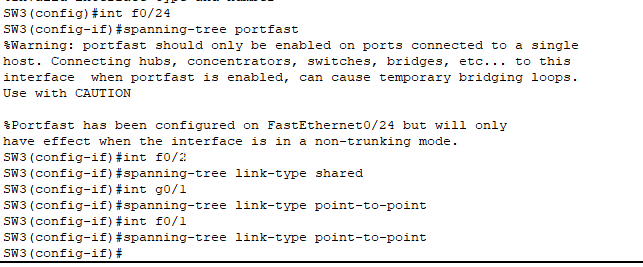 SW3(config)#int f0/24
SW3(config-if)#spanning-tree portfast
%Warning: portfast should only be enabled on ports connected to a single
host. Connecting hubs, concentrators, switches, bridges, etc... to this
interface  when portfast is enabled, can cause temporary bridging loops.
Use with CAUTION

%Portfast has been configured on FastEthernet0/24 but will only
have effect when the interface is in a non-trunking mode.
SW3(config-if)#int f0/2
SW3(config-if)#spanning-tree link-type shared
SW3(config-if)#int g0/1
SW3(config-if)#spanning-tree link-type point-to-point
SW3(config-if)#int f0/1
SW3(config-if)#spanning-tree link-type point-to-point
SW3(config-if)#